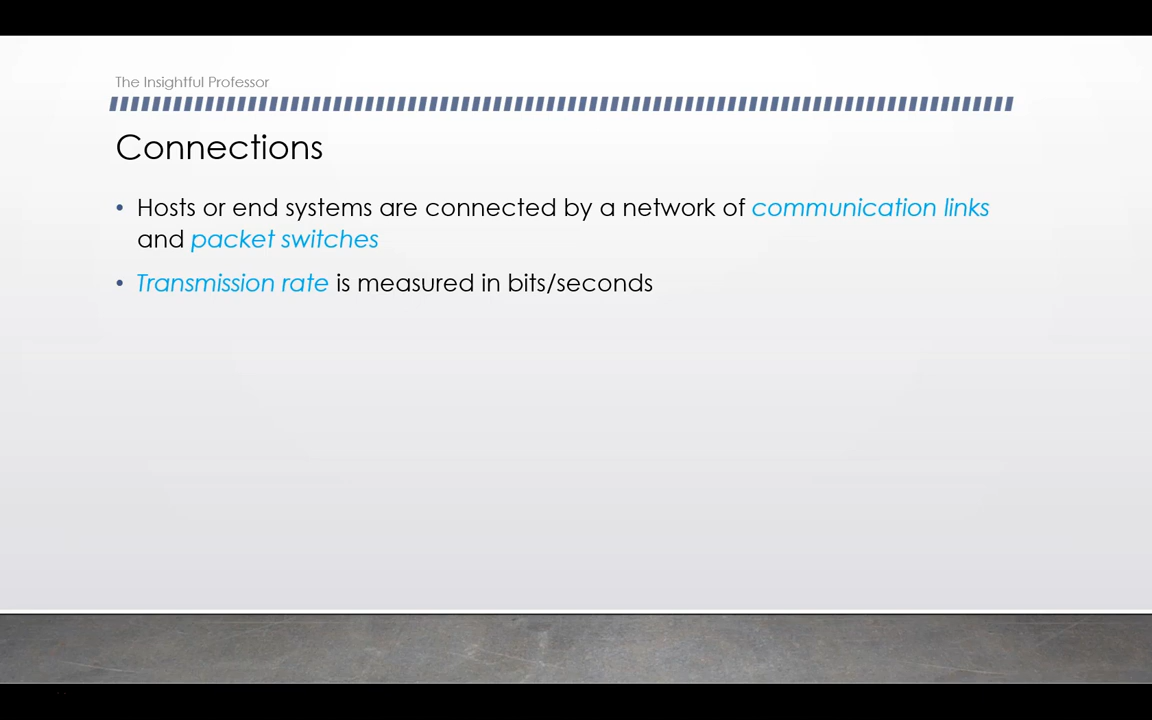 The Insightful Professor
Connections
• Hosts or end systems are connected by a network of communication links
and packet switches
• Transmission rate is measured in bits/seconds